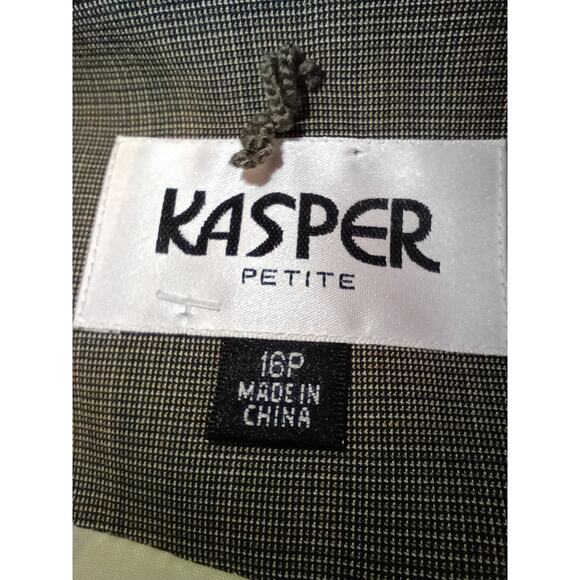 KASPER
PETITE
16P
MADE IN
CHINA